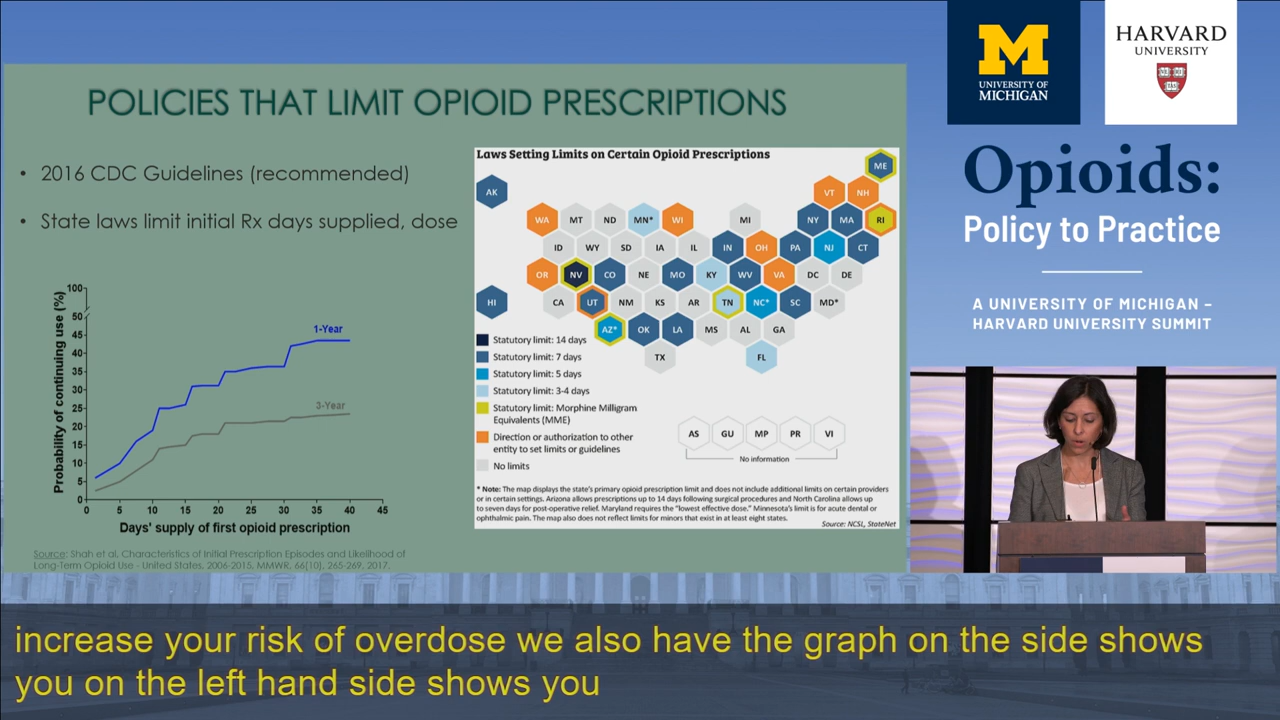 M
UNIVERSITY OF
MICHIGAN
HARVARD
UNIVERSITY
VE
RI
TAS
Opioids:
Policy to Practice
A UNIVERSITY OF MICHIGAN –
HARVARD UNIVERSITY SUMMIT
POLICIES THAT LIMIT OPIOID PRESCRIPTIONS
• 2016 CDC Guidelines (recommended)
• State laws limit initial Rx days supplied, dose
Probability of continuing use (%)
100
50
45
40
35
30
25
20
15
10
5
0
1-Year
3-Year
0 5 10 15 20 25 30 35 40 45
Days' supply of first opioid prescription
Source: Shah et al. Characteristics of Initial Prescription Episodes and Likelihood of
Long-Term Opioid Use - United States, 2006-2015, MMWR, 66(10), 265-269, 2017.
Laws Setting Limits on Certain Opioid Prescriptions
ME
AK VT NH
WA MT ND MN* WI MI NY MA RI
ID WY SD IA IL IN OH PA NJ CT
OR NV CO NE MO KY WV VA DC DE
HI CA UT NM KS AR TN NC* SC MD*
AZ* OK LA MS AL GA
TX FL
Statutory limit: 14 days
Statutory limit: 7 days
Statutory limit: 5 days
Statutory limit: 3-4 days
Statutory limit: Morphine Milligram
Equivalents (MME)
Direction or authorization to other
entity to set limits or guidelines
No limits
AS GU MP PR VI
No information
* Note: The map displays the state's primary opioid prescription limit and does not include additional limits on certain providers
or in certain settings. Arizona allows prescriptions up to 14 days following surgical procedures and North Carolina allows up
to seven days for post-operative relief. Maryland requires the "lowest effective dose." Minnesota's limit is for acute dental or
ophthalmic pain. The map also does not reflect limits for minors that exist in at least eight states.
Source: NCSL, StateNet
increase your risk of overdose we also have the graph on the side shows
you on the left hand side shows you